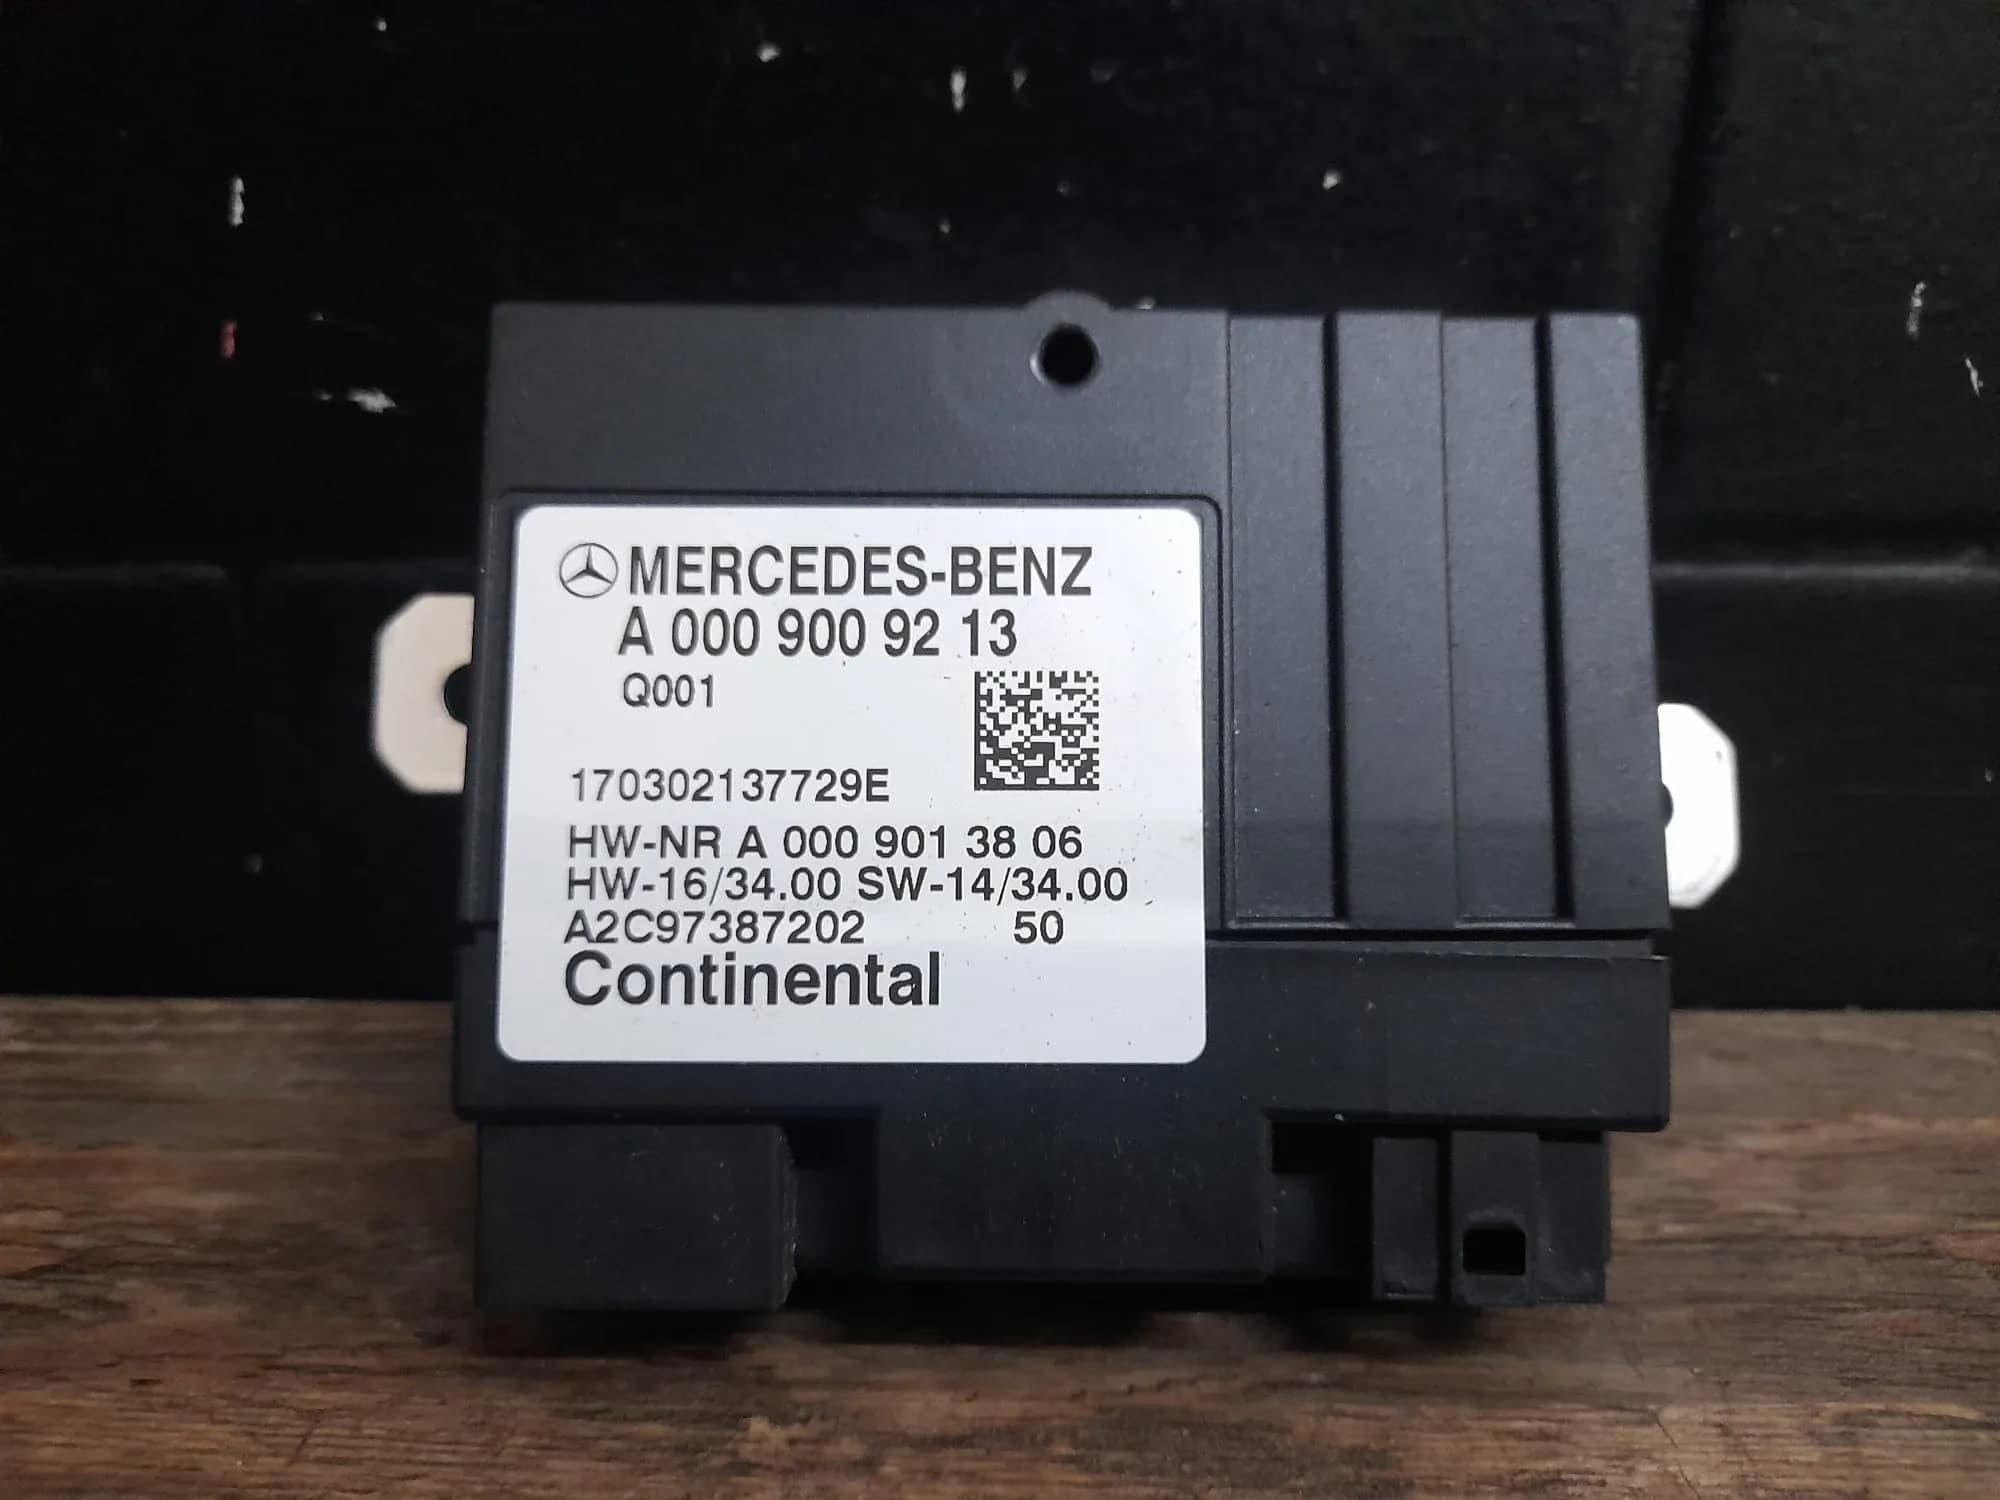 MERCEDES-BENZ
A 000 900 92 13
Q001
170302137729E
HW-NR A 000 901 38 06
HW-16/34.00 SW-14/34.00
A2C97387202 50
Continental